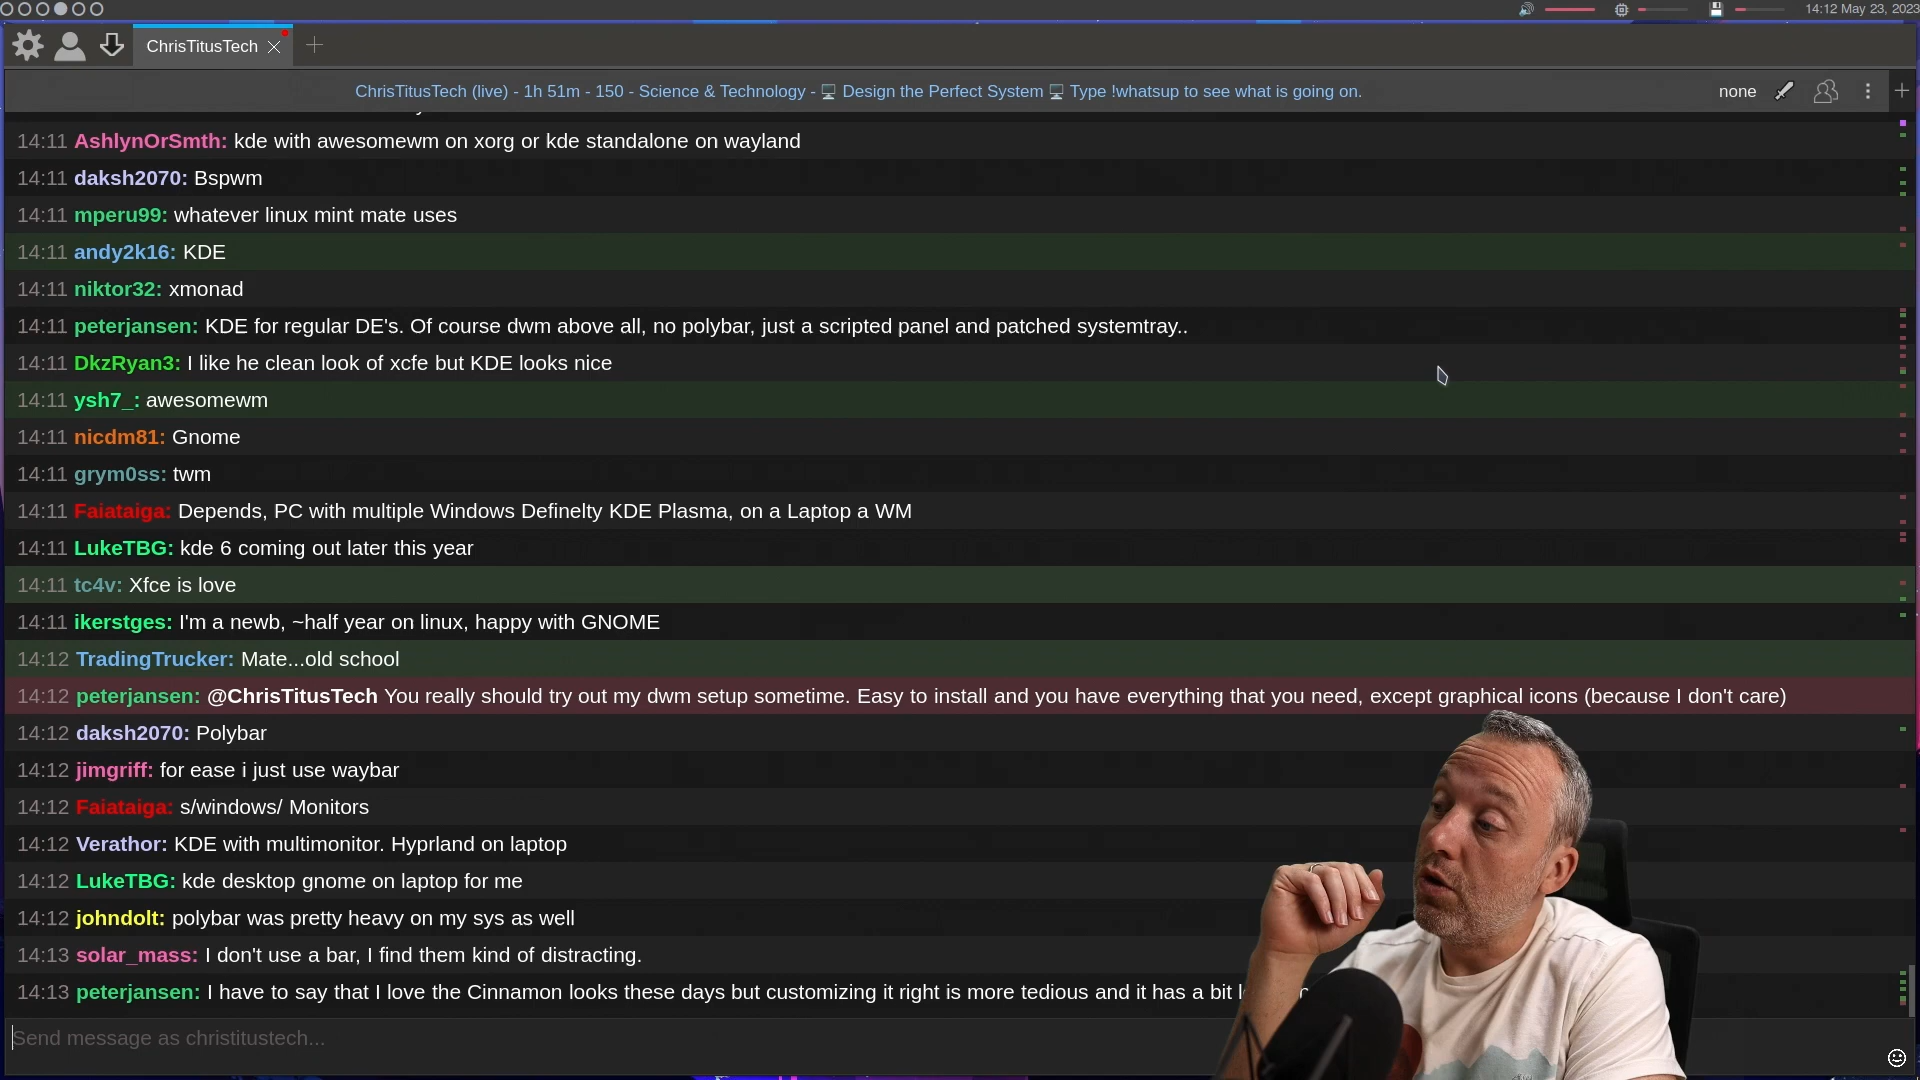 14:12 May 23, 2023
ChrisTitusTech
ChrisTitusTech (live) - 1h 51m - 150 - Science & Technology - 🖥️ Design the Perfect System 🖥️ Type !whatsup to see what is going on.
none
14:11 AshlynOrSmth: kde with awesomewm on xorg or kde standalone on wayland
14:11 daksh2070: Bspwm
14:11 mperu99: whatever linux mint mate uses
14:11 andy2k16: KDE
14:11 niktor32: xmonad
14:11 peterjansen: KDE for regular DE's. Of course dwm above all, no polybar, just a scripted panel and patched systemtray..
14:11 DkzRyan3: I like he clean look of xcfe but KDE looks nice
14:11 ysh7_: awesomewm
14:11 nicdm81: Gnome
14:11 grym0ss: twm
14:11 Faiataiga: Depends, PC with multiple Windows Definelty KDE Plasma, on a Laptop a WM
14:11 LukeTBG: kde 6 coming out later this year
14:11 tc4v: Xfce is love
14:11 ikerstges: I'm a newb, ~half year on linux, happy with GNOME
14:12 TradingTrucker: Mate...old school
14:12 peterjansen: @ChrisTitusTech You really should try out my dwm setup sometime. Easy to install and you have everything that you need, except graphical icons (because I don't care)
14:12 daksh2070: Polybar
14:12 jimgriff: for ease i just use waybar
14:12 Faiataiga: s/windows/ Monitors
14:12 Verathor: KDE with multimonitor. Hyprland on laptop
14:12 LukeTBG: kde desktop gnome on laptop for me
14:12 johndolt: polybar was pretty heavy on my sys as well
14:13 solar_mass: I don't use a bar, I find them kind of distracting.
14:13 peterjansen: I have to say that I love the Cinnamon looks these days but customizing it right is more tedious and it has a bit
Send message as christitustech...